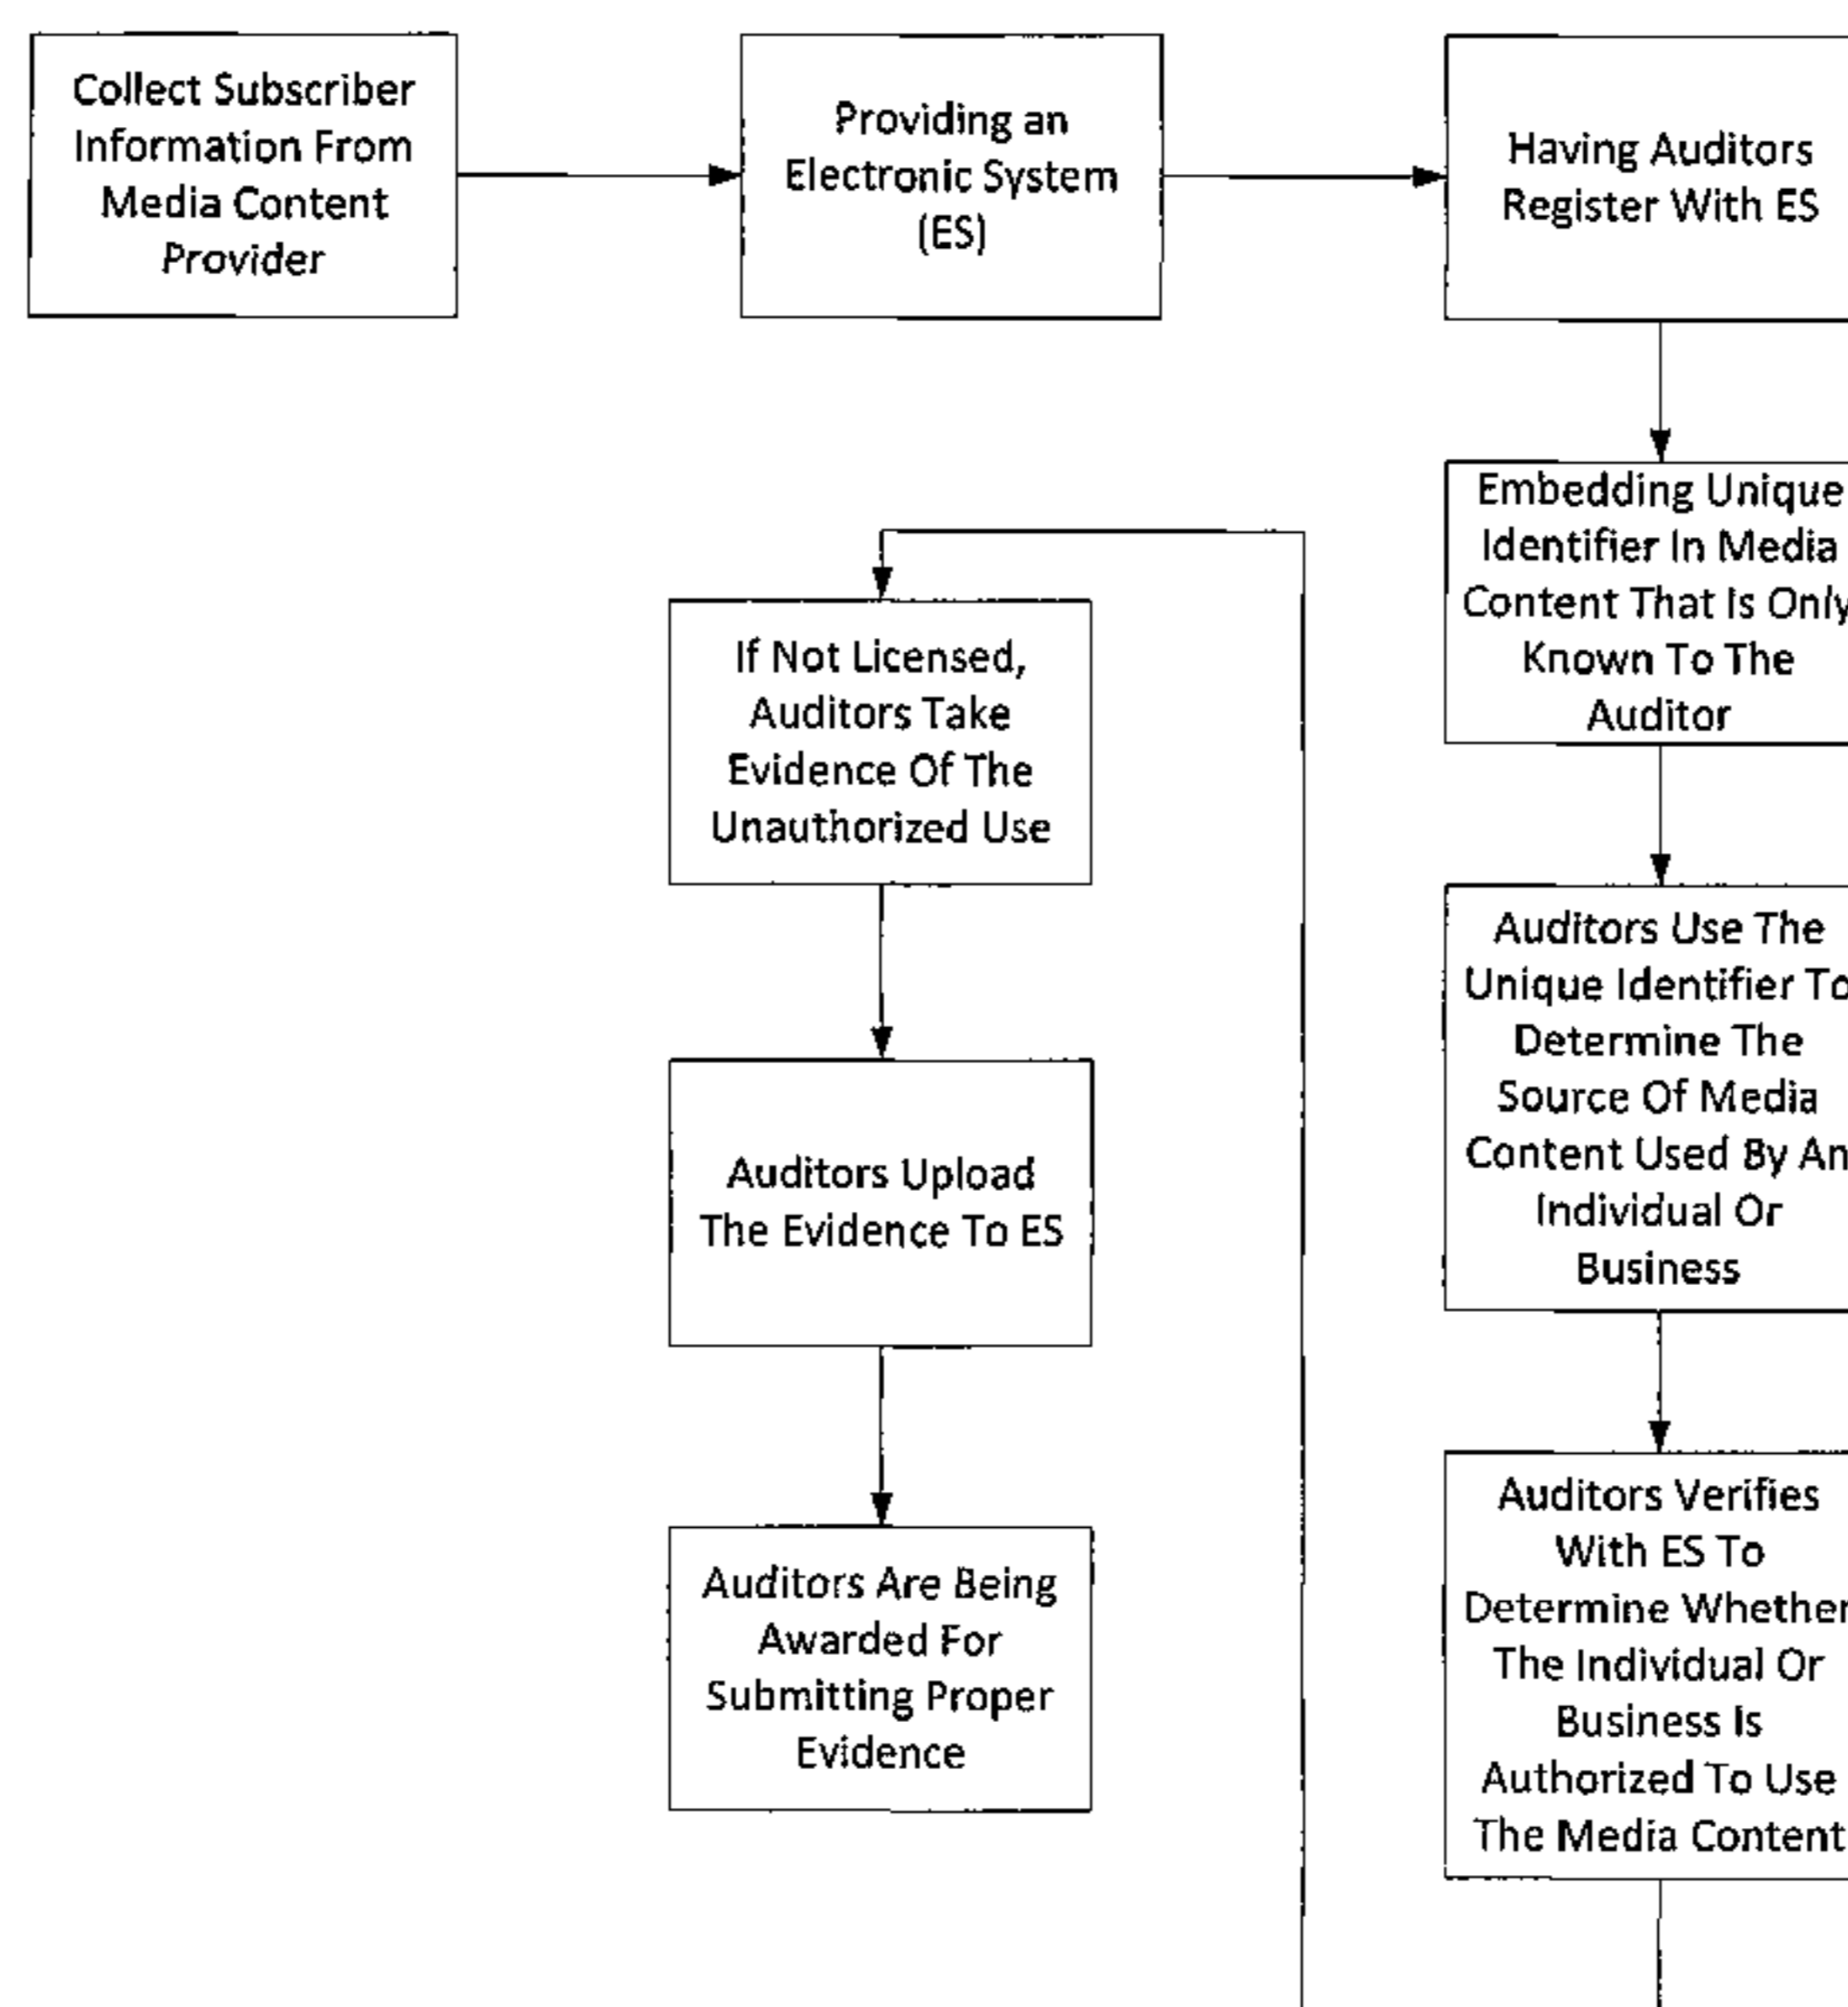 Collect Subscriber
Information From
Media Content
Provider
Providing an
Electronic System
(ES)
Having Auditors
Register With ES
Embedding Unique
Identifier In Media
Content That Is Only
Known To The
Auditor
Auditors Use The
Unique Identifier To
Determine The
Source Of Media
Content Used By An
Individual Or
Business
Auditors Verifies
With ES To
Determine Whether
The Individual Or
Business Is
Authorized To Use
The Media Content
If Not Licensed,
Auditors Take
Evidence Of The
Unauthorized Use
Auditors Upload
The Evidence To ES
Auditors Are Being
Awarded For
Submitting Proper
Evidence